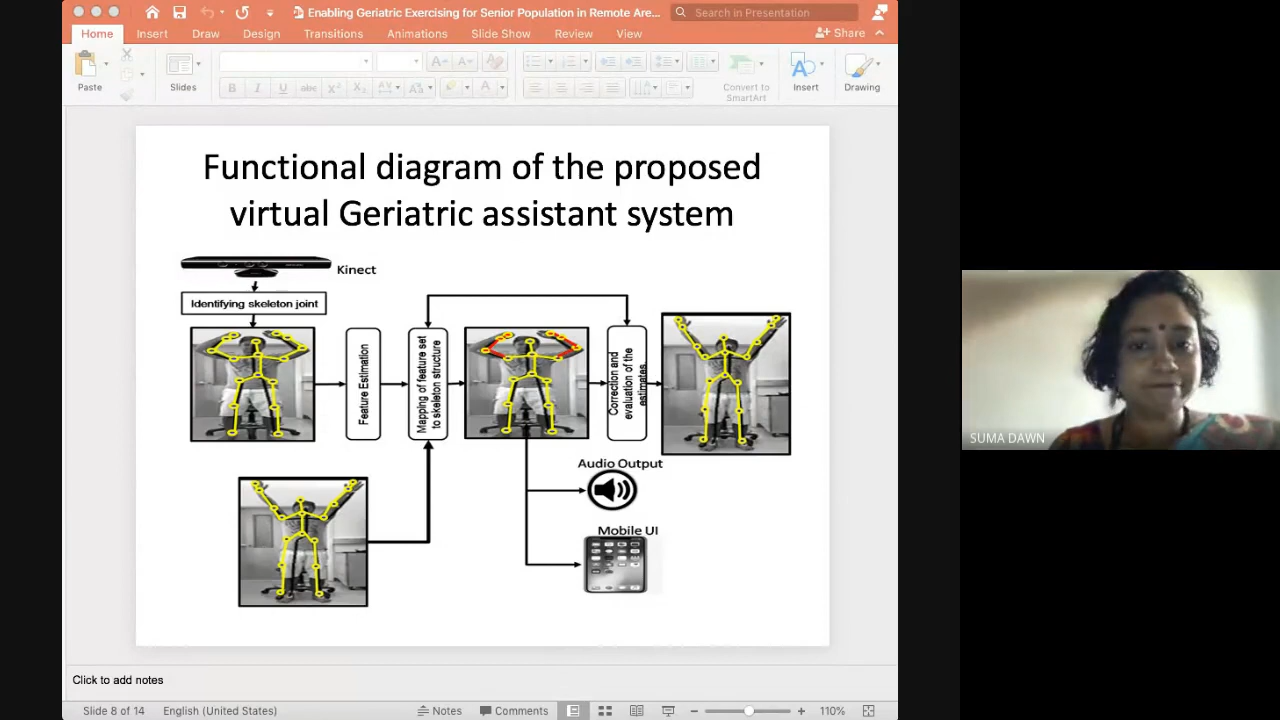 Enabling Geriatric Exercising for Senior Population in Remote Are...
Search in Presentation
Home
Insert
Draw
Design
Transitions
Animations
Slide Show
Review
View
Share
Paste
Slides
Convert to
SmartArt
Insert
Drawing
Functional diagram of the proposed
virtual Geriatric assistant system
Kinect
Identifying skeleton joint
Feature Estimation
Mapping of feature set
to skeleton structure
Correction and
evaluation of the
estimates.
Audio Output
Mobile UI
SUMA DAWN
Click to add notes
Slide 8 of 14
English (United States)
Notes
Comments
110%